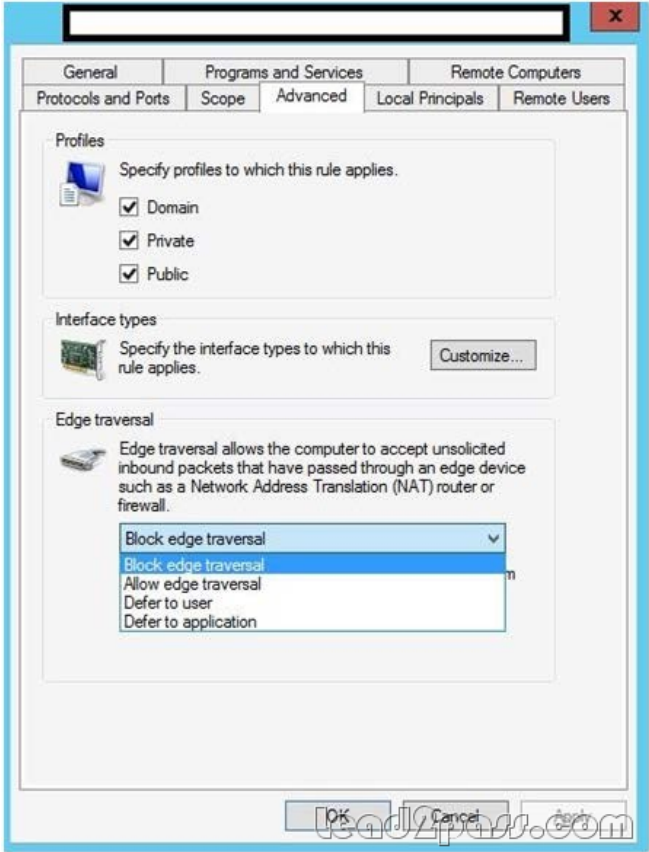 x
General Programs and Services Remote Computers
Protocols and Ports Scope Advanced Local Principals Remote Users
Profiles
Specify profiles to which this rule applies.
Domain
Private
Public
Interface types
Specify the interface types to which this
rule applies.
Customize...
Edge traversal
Edge traversal allows the computer to accept unsolicited
inbound packets that have passed through an edge device
such as a Network Address Translation (NAT) router or
firewall.
Block edge traversal
Block edge traversal
m
Allow edge traversal
Defer to user
Defer to application
OK Cancel Apply
Lead2pass.com